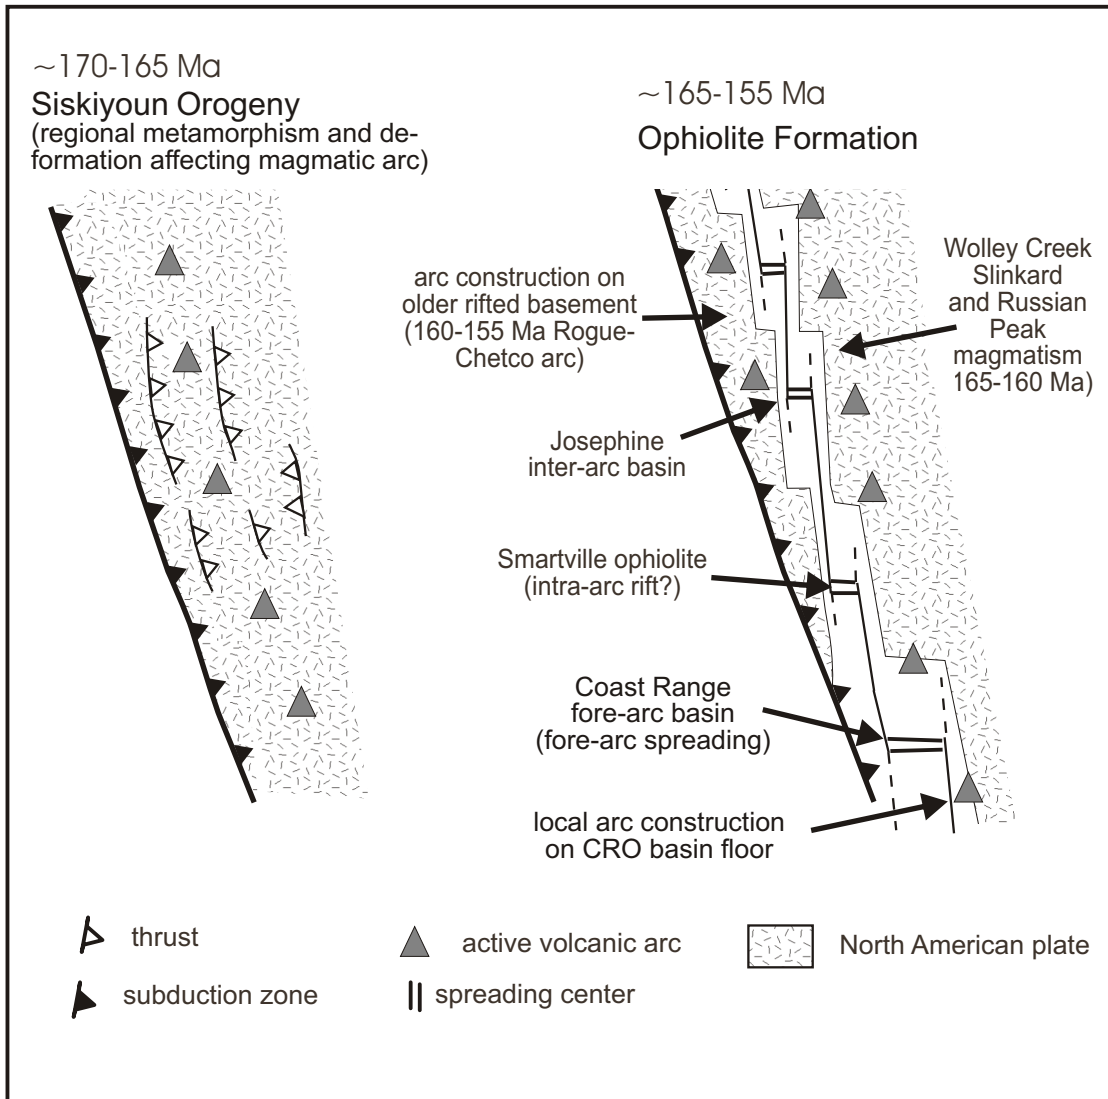 ~170-165 Ma
Siskiyoun Orogeny
(regional metamorphism and de-
formation affecting magmatic arc)
~165-155 Ma
Ophiolite Formation
arc construction on
older rifted basement
(160-155 Ma Rogue-
Chetco arc)
Wolley Creek
Slinkard
and Russian
Peak
magmatism
165-160 Ma)
Josephine
inter-arc basin
Smartville ophiolite
(intra-arc rift?)
Coast Range
fore-arc basin
(fore-arc spreading)
local arc construction
on CRO basin floor
thrust
active volcanic arc
North American plate
subduction zone
spreading center